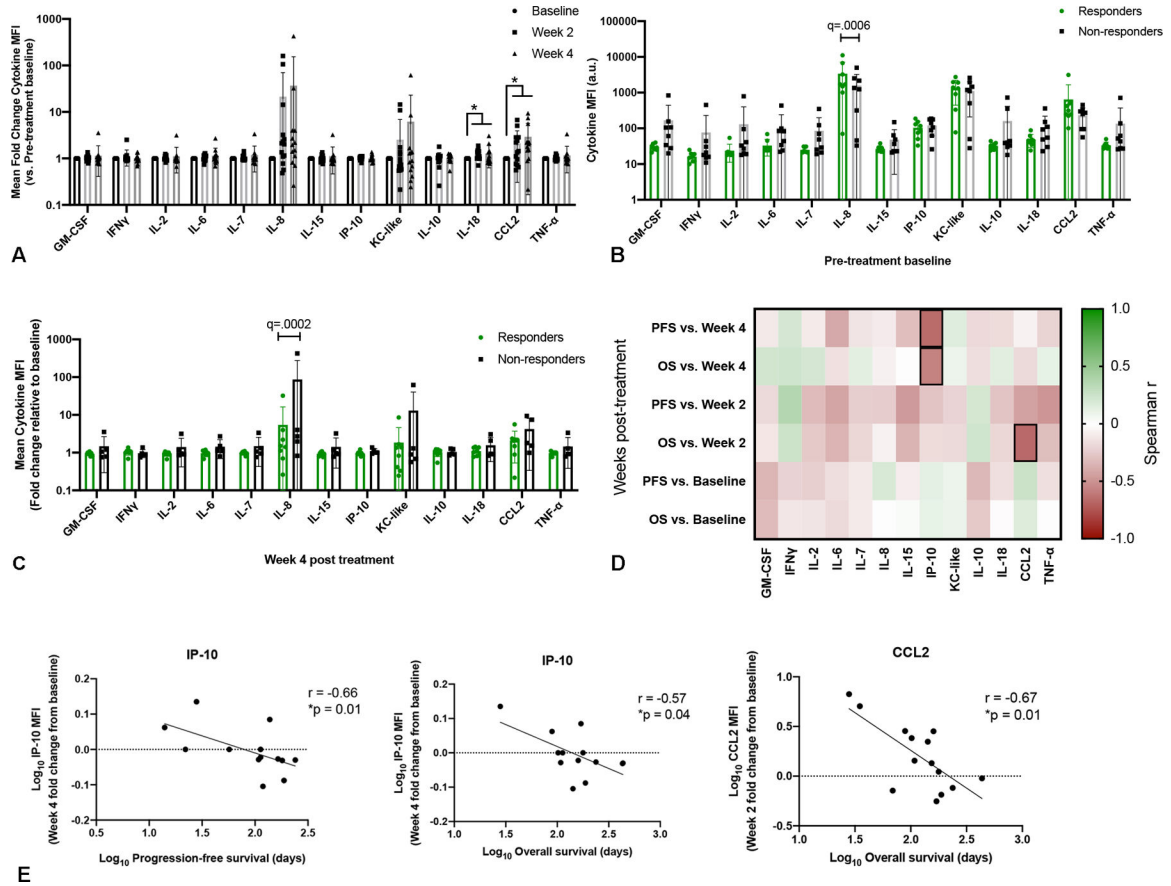 Mean Fold Change Cytokine MFI
(vs. Pre-treatment baseline)
1000
100
10
1
0.1
Baseline
Week 2
Week 4
*
*
GM-CSF
IFNγ
IL-2
IL-6
IL-7
IL-8
IL-15
IP-10
KC-like
IL-10
IL-18
CCL2
TNF-α
A
Cytokine MFI (a.u.)
100000
10000
1000
100
10
1
q=.0006
Responders
Non-responders
GM-CSF
IFNγ
IL-2
IL-6
IL-7
IL-8
IL-15
IP-10
KC-like
IL-10
IL-18
CCL2
TNF-α
Pre-treatment baseline
B
Mean Cytokine MFI
(Fold change relative to baseline)
1000
100
10
1
0.1
q=.0002
Responders
Non-responders
GM-CSF
IFNγ
IL-2
IL-6
IL-7
IL-8
IL-15
IP-10
KC-like
IL-10
IL-18
CCL2
TNF-α
Week 4 post treatment
C
Weeks post-treatment
PFS vs. Week 4
OS vs. Week 4
PFS vs. Week 2
OS vs. Week 2
PFS vs. Baseline
OS vs. Baseline
GM-CSF
IFNγ
IL-2
IL-6
IL-7
IL-8
IL-15
IP-10
KC-like
IL-10
IL-18
CCL2
TNF-α
1.0
0.5
0
-0.5
-1.0
Spearman r
D
IP-10
Log10 IP-10 MFI
(Week 4 fold change from baseline)
0.2
0.1
0.0
-0.1
-0.2
r = -0.66
*p = 0.01
0.5
1.0
1.5
2.0
2.5
Log10 Progression-free survival (days)
IP-10
Log10 IP-10 MFI
(Week 4 fold change from baseline)
0.2
0.1
0.0
-0.1
-0.2
r = -0.57
*p = 0.04
1.0
1.5
2.0
2.5
3.0
Log10 Overall survival (days)
CCL2
Log10 CCL2 MFI
(Week 2 fold change from baseline)
1.0
0.5
0.0
-0.5
r = -0.67
*p = 0.01
1.0
1.5
2.0
2.5
3.0
Log10 Overall survival (days)
E